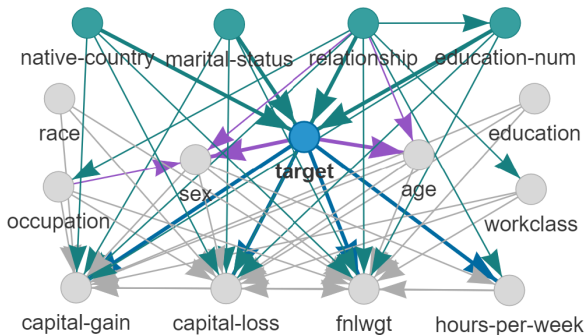 native-country marital-status relationship education-num
race education
sex target age
occupation workclass
capital-gain capital-loss fnlwgt hours-per-week